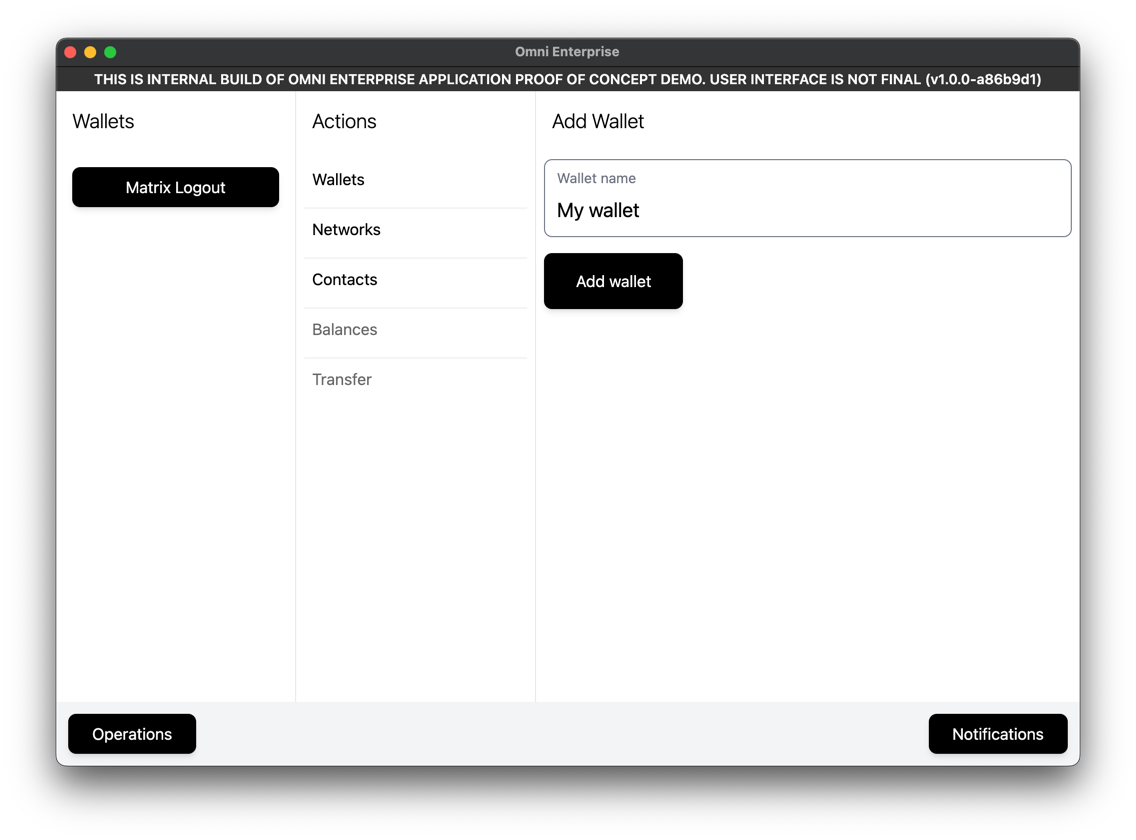 Omni Enterprise
THIS IS INTERNAL BUILD OF OMNI ENTERPRISE APPLICATION PROOF OF CONCEPT DEMO. USER INTERFACE IS NOT FINAL (v1.0.0-a86b9d1)
Wallets
Matrix Logout
Actions
Wallets
Networks
Contacts
Balances
Transfer
Add Wallet
Wallet name
My wallet
Add wallet
Operations
Notifications